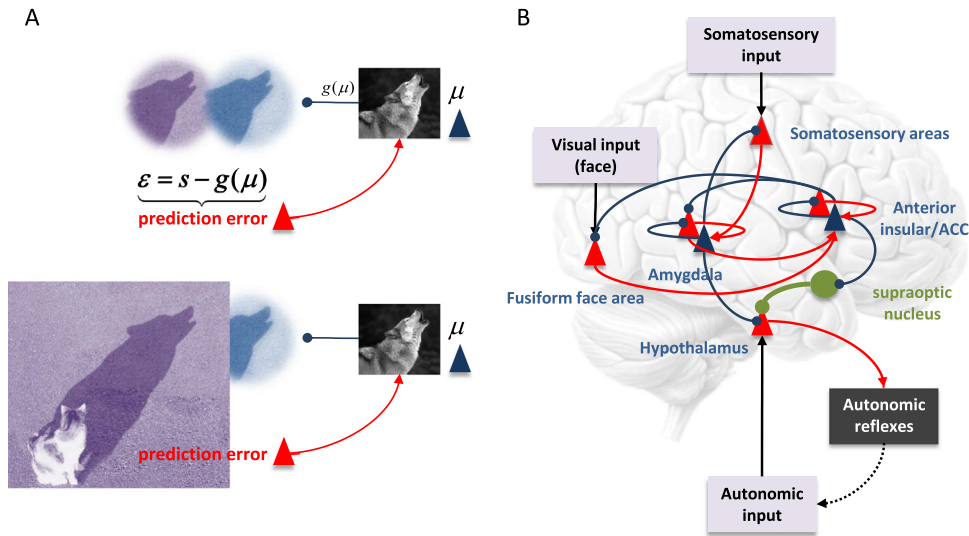 A
g(μ)
μ
ε = s − g(μ)
prediction error
μ
prediction error
B
Somatosensory
input
Visual input
(face)
Somatosensory areas
Anterior
insular/ACC
Amygdala
Fusiform face area
supraoptic
nucleus
Hypothalamus
Autonomic
reflexes
Autonomic
input